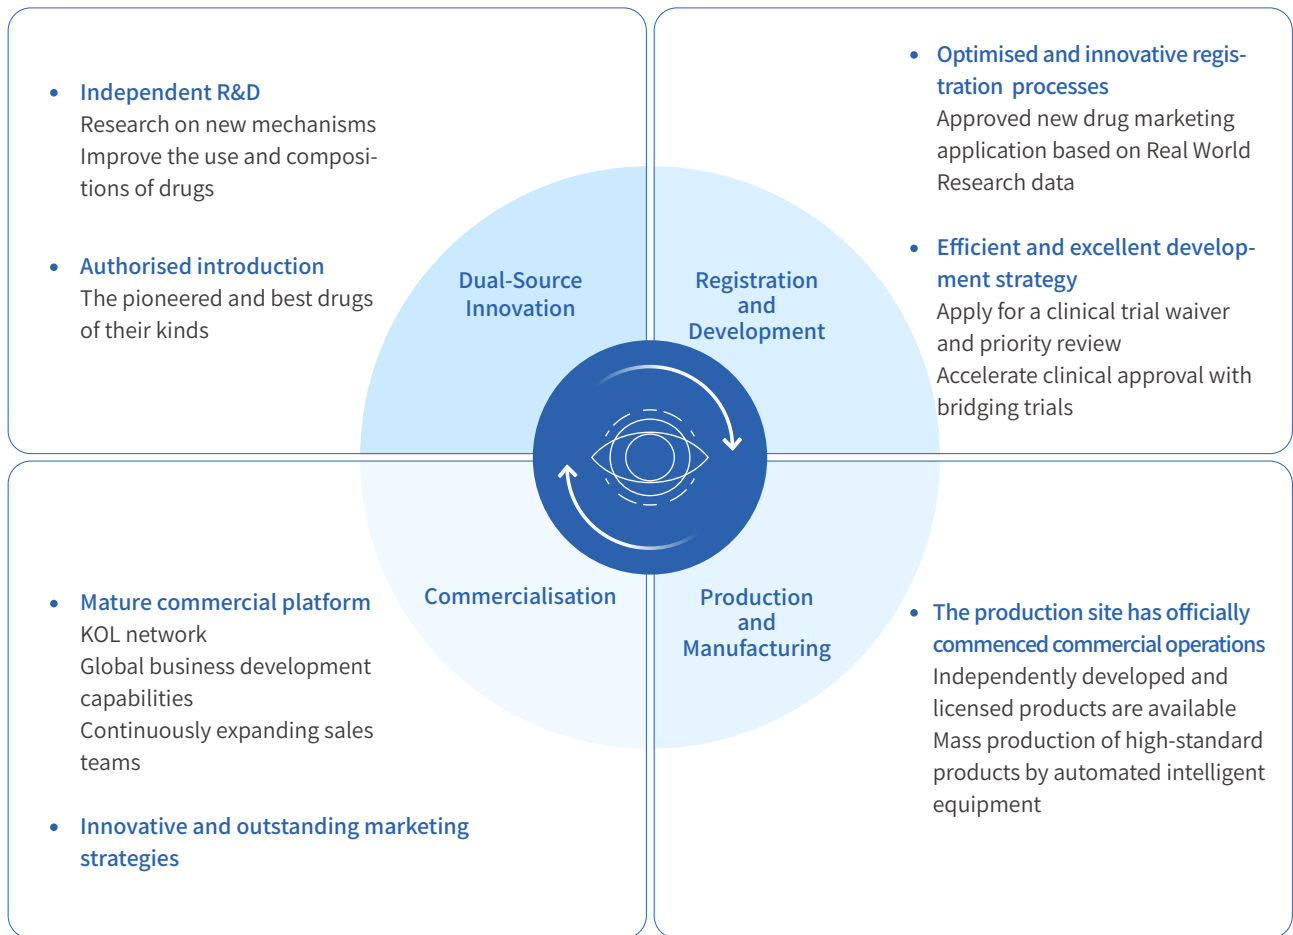 • Independent R&D
Research on new mechanisms
Improve the use and composi-
tions of drugs
• Authorised introduction
The pioneered and best drugs
of their kinds
Dual-Source
Innovation
• Optimised and innovative regis-
tration processes
Approved new drug marketing
application based on Real World
Research data
• Efficient and excellent develop-
ment strategy
Apply for a clinical trial waiver
and priority review
Accelerate clinical approval with
bridging trials
Registration
and
Development
Commercialisation
• Mature commercial platform
KOL network
Global business development
capabilities
Continuously expanding sales
teams
• Innovative and outstanding marketing
strategies
Production
and
Manufacturing
• The production site has officially
commenced commercial operations
Independently developed and
licensed products are available
Mass production of high-standard
products by automated intelligent
equipment